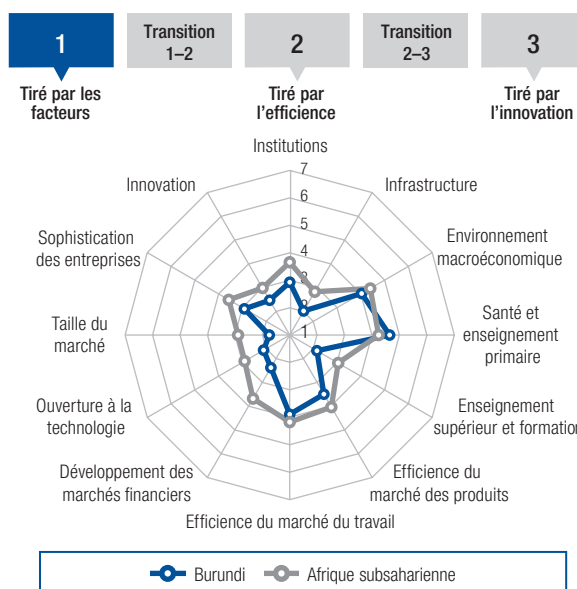 1
Transition
1–2
2
Transition
2–3
3
Tiré par les
facteurs
Tiré par
l'efficience
Tiré par
l'innovation
Institutions
Infrastructure
Environnement
macroéconomique
Santé et
enseignement
primaire
Enseignement
supérieur et formation
Efficience du
marché des produits
Efficience du marché du travail
Développement des
marchés financiers
Ouverture à la
technologie
Taille du
marché
Sophistication
des entreprises
Innovation
7
6
5
4
3
2
1
Burundi
Afrique subsaharienne